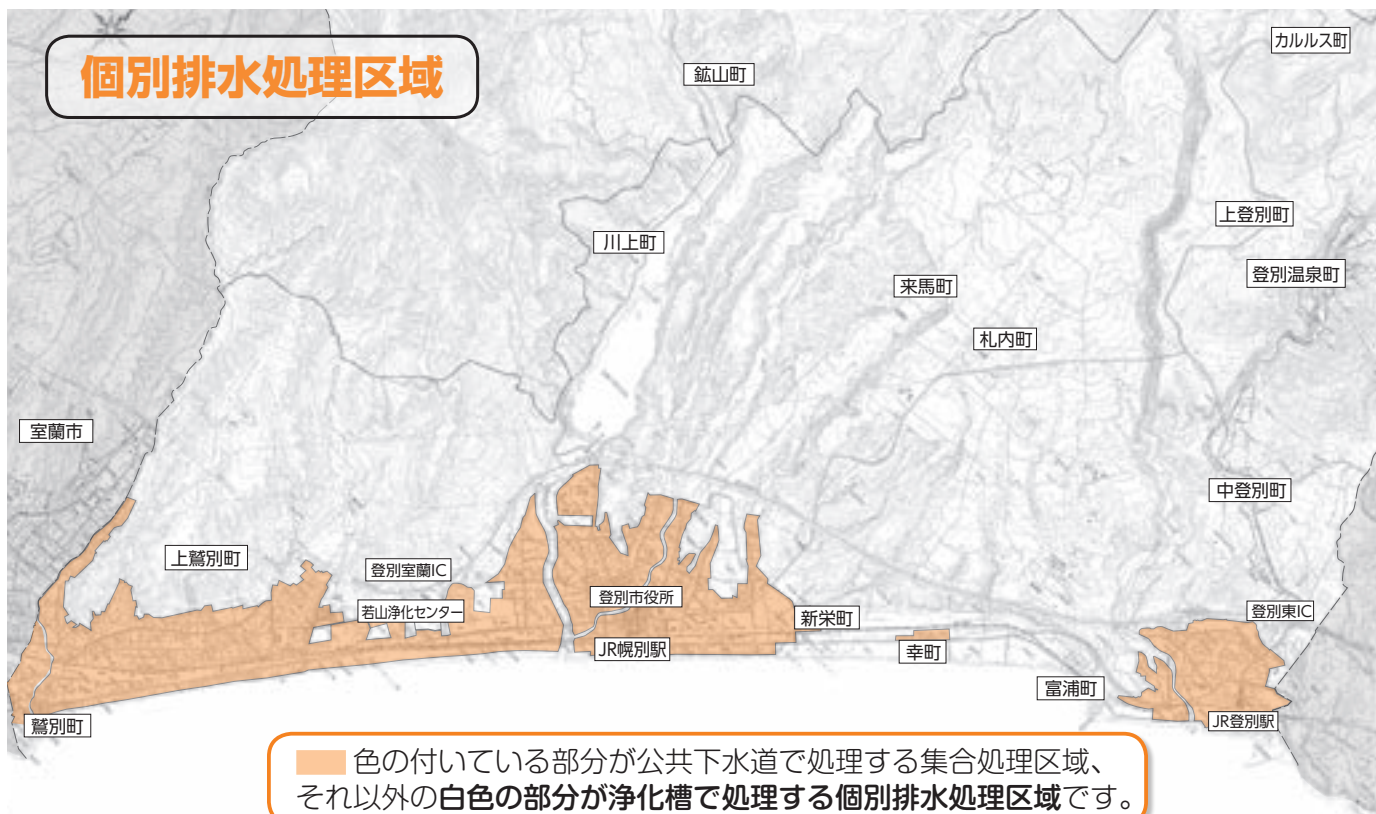 個別排水処理区域
カルルス町
鉱山町
上登別町
川上町
登別温泉町
来馬町
札内町
室蘭市
中登別町
上鷲別町
登別室蘭IC
登別市役所
若山浄化センター
登別東IC
新栄町
JR幌別駅
幸町
富浦町
鷲別町
JR登別駅
色の付いている部分が公共下水道で処理する集合処理区域、
それ以外の白色の部分が浄化槽で処理する個別排水処理区域です。